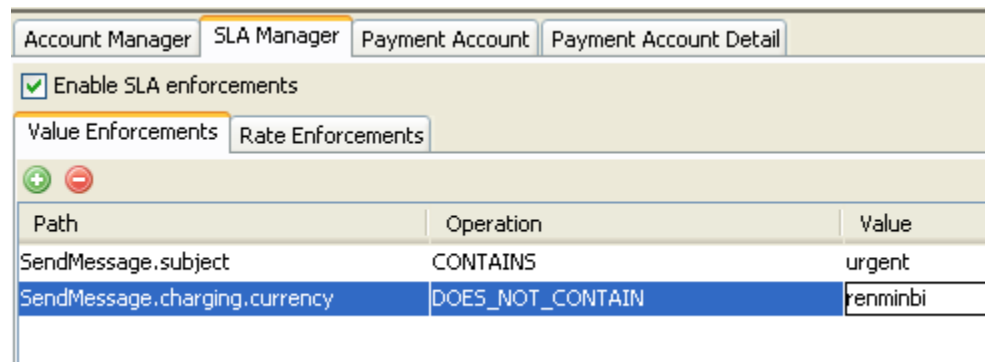 Account Manager SLA Manager Payment Account Payment Account Detail
Enable SLA enforcements
Value Enforcements Rate Enforcements
Path Operation Value
SendMessage.subject CONTAINS urgent
SendMessage.charging.currency DOES_NOT_CONTAIN renminbi